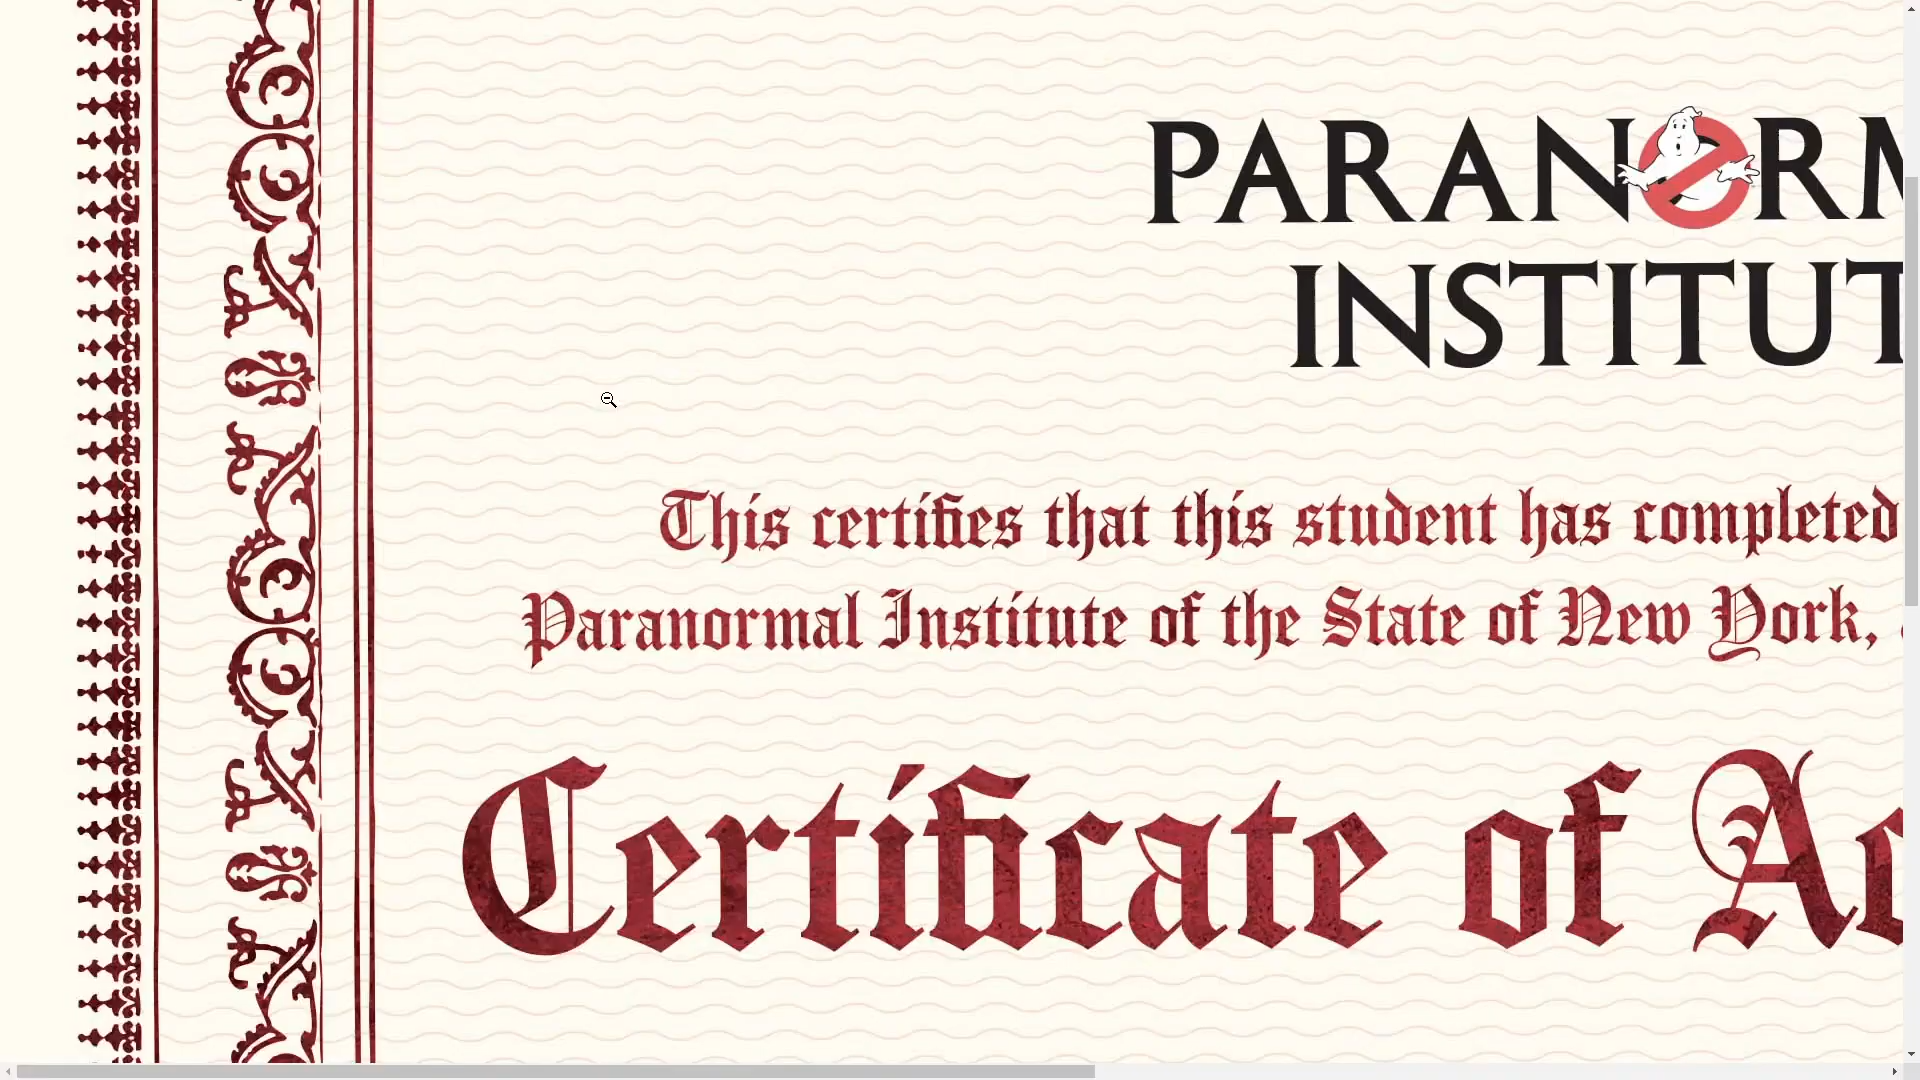 PARANORM
INSTITUT
This certifies that this student has completed
Paranormal Institute of the State of New York,
Certificate of Ac